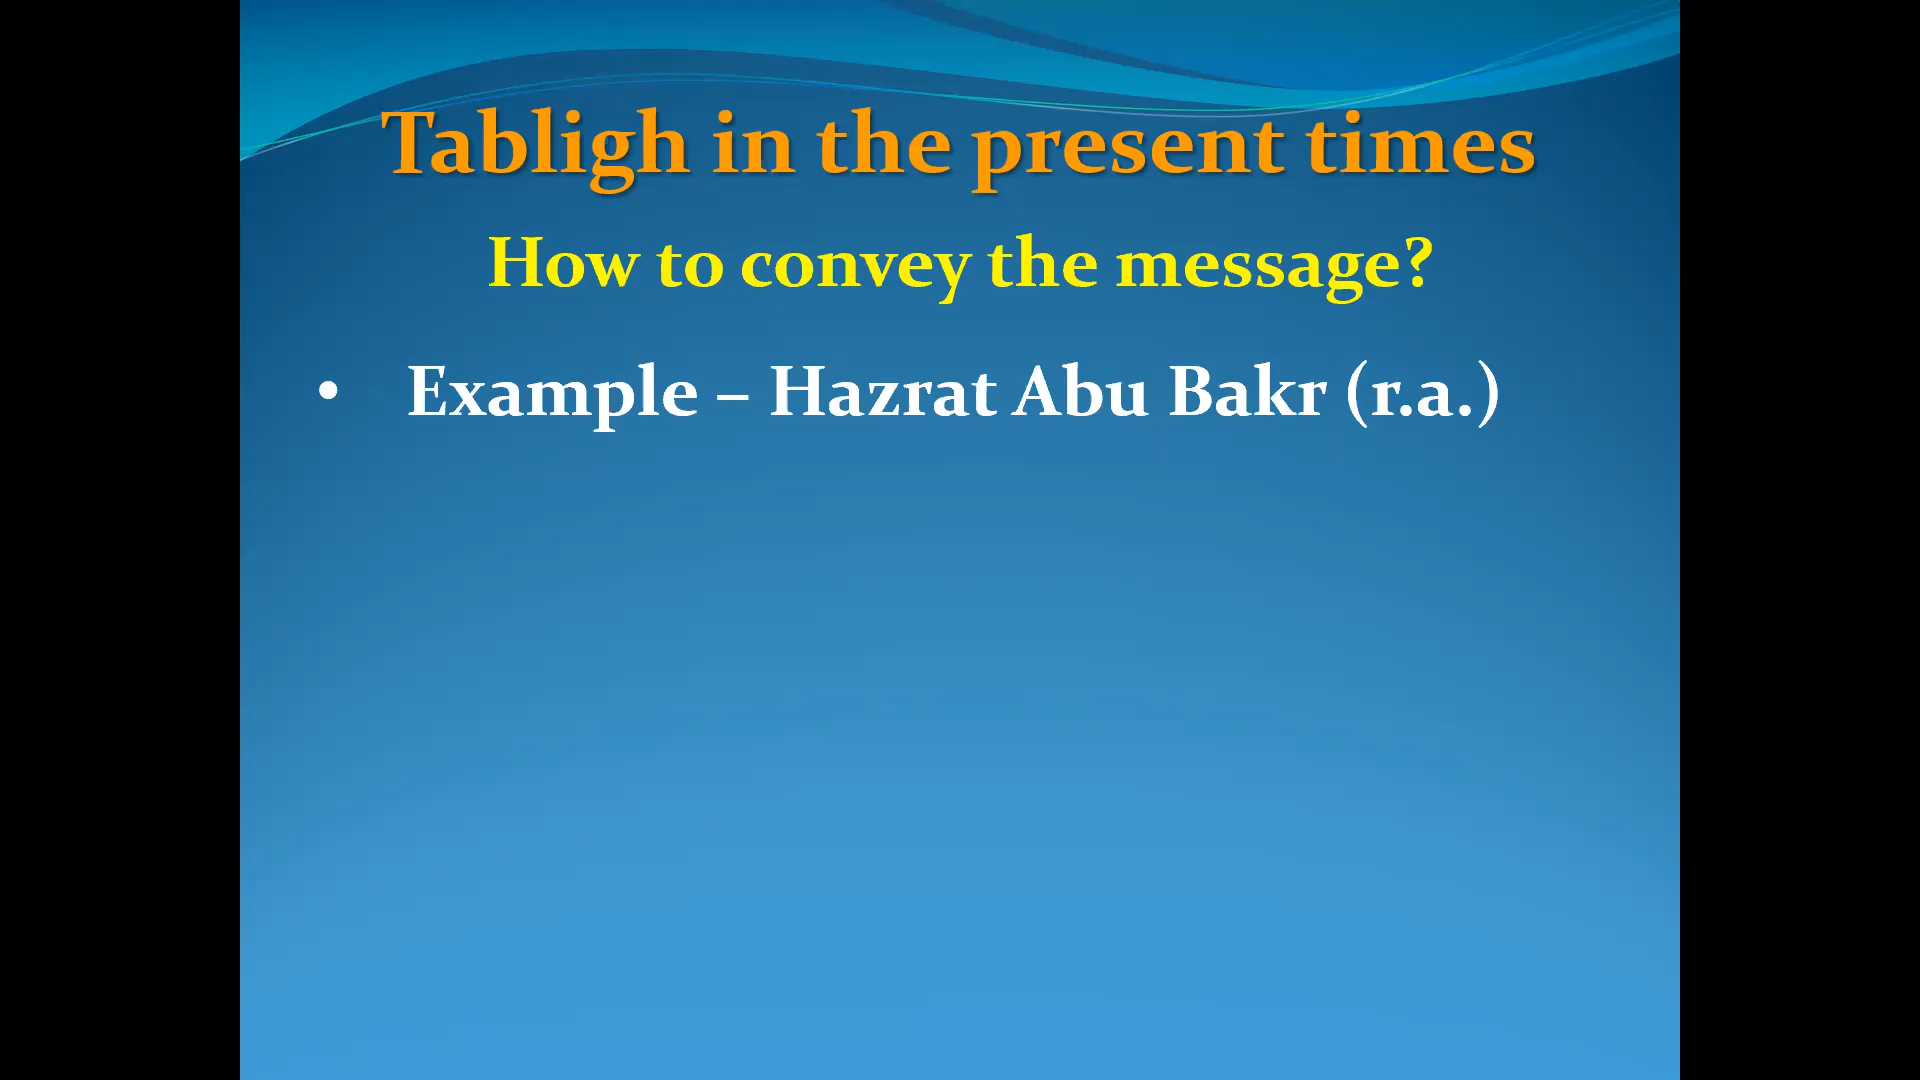 Tabligh in the present times
How to convey the message?
• Example – Hazrat Abu Bakr (r.a.)